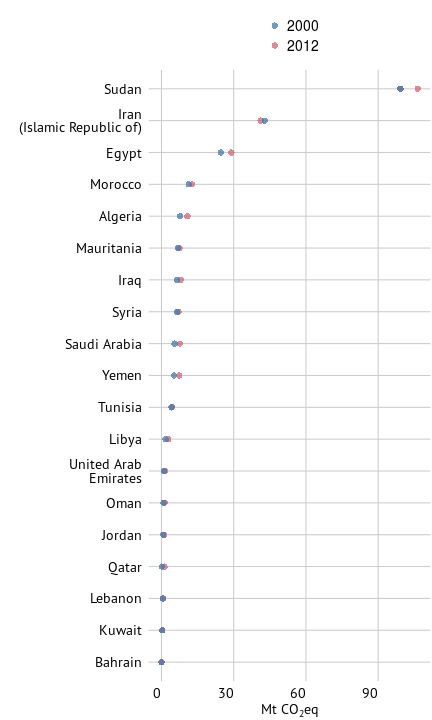 2000
2012
Sudan
Iran
(Islamic Republic of)
Egypt
Morocco
Algeria
Mauritania
Iraq
Syria
Saudi Arabia
Yemen
Tunisia
Libya
United Arab
Emirates
Oman
Jordan
Qatar
Lebanon
Kuwait
Bahrain
0 30 60 90
Mt CO₂eq